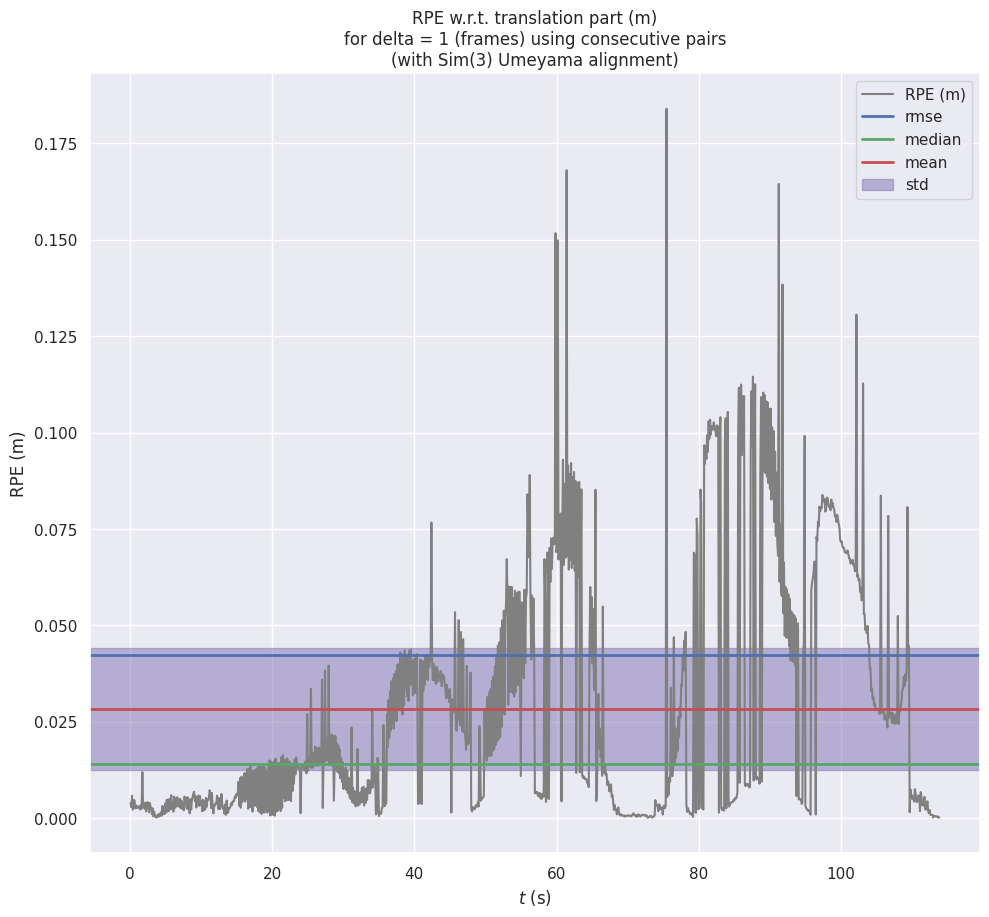 RPE w.r.t. translation part (m)
for delta = 1 (frames) using consecutive pairs
(with Sim(3) Umeyama alignment)
RPE (m)
rmse
median
mean
std
0.175
0.150
0.125
0.100
0.075
0.050
0.025
0.000
RPE (m)
0
20
40
60
80
100
t (s)